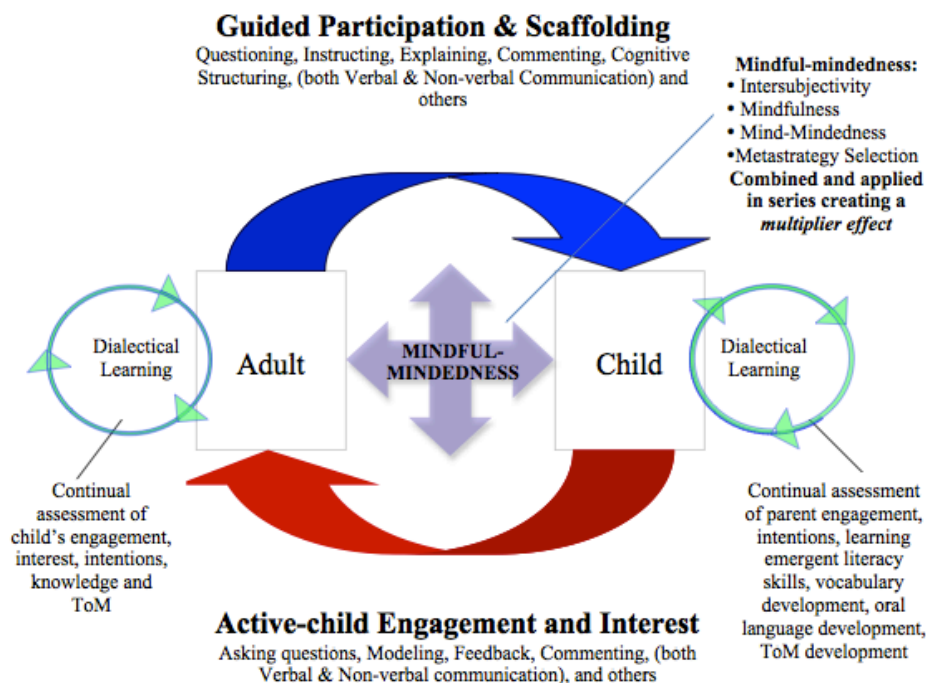 Guided Participation & Scaffolding
Questioning, Instructing, Explaining, Commenting, Cognitive
Structuring, (both Verbal & Non-verbal Communication) and
others
Mindful-mindedness:
• Intersubjectivity
• Mindfulness
• Mind-Mindedness
•Metastrategy Selection
Combined and applied
in series creating a
multiplier effect
Dialectical
Learning
Adult
MINDFUL-
MINDEDNESS
Child
Dialectical
Learning
Continual
assessment of
child's engagement,
interest, intentions,
knowledge and
ToM
Continual assessment
of parent engagement,
intentions, learning
emergent literacy
skills, vocabulary
development, oral
language development,
ToM development
Active-child Engagement and Interest
Asking questions, Modeling, Feedback, Commenting, (both
Verbal & Non-verbal communication), and others